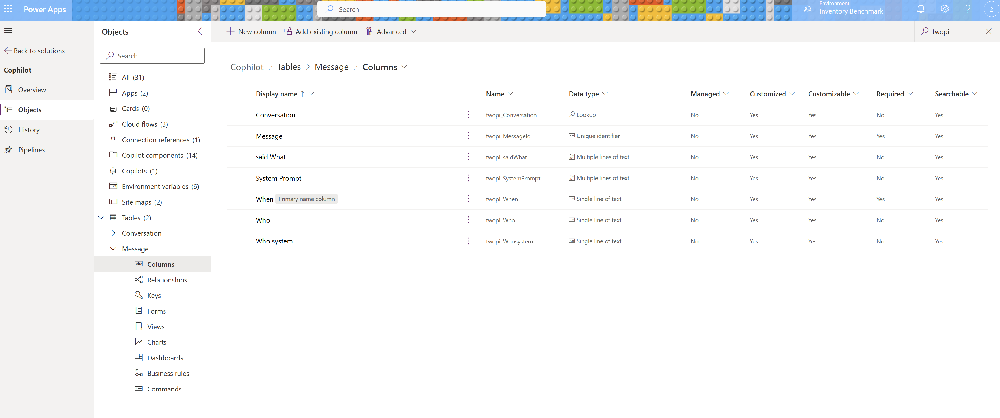 Power Apps
Search
Environment
Inventory Benchmark
2
Back to solutions
Cophilot
Overview
Objects
History
Pipelines
Objects
Search
All (31)
Apps (2)
Cards (0)
Cloud flows (3)
Connection references (1)
Copilot components (14)
Copilots (1)
Environment variables (6)
Site maps (2)
Tables (2)
Conversation
Message
Columns
Relationships
Keys
Forms
Views
Charts
Dashboards
Business rules
Commands
New column Add existing column Advanced twopi
Cophilot > Tables > Message > Columns
Display name ↑ Name Data type Managed Customized Customizable Required Searchable
Conversation twopi_Conversation Lookup No Yes Yes No Yes
Message twopi_MessageId Unique identifier No Yes Yes Yes Yes
said What twopi_saidWhat Multiple lines of text No Yes Yes No Yes
System Prompt twopi_SystemPrompt Multiple lines of text No Yes Yes No Yes
When Primary name column twopi_When Single line of text No Yes Yes Yes Yes
Who twopi_Who Single line of text No Yes Yes No Yes
Who system twopi_Whosystem Single line of text No Yes Yes No Yes